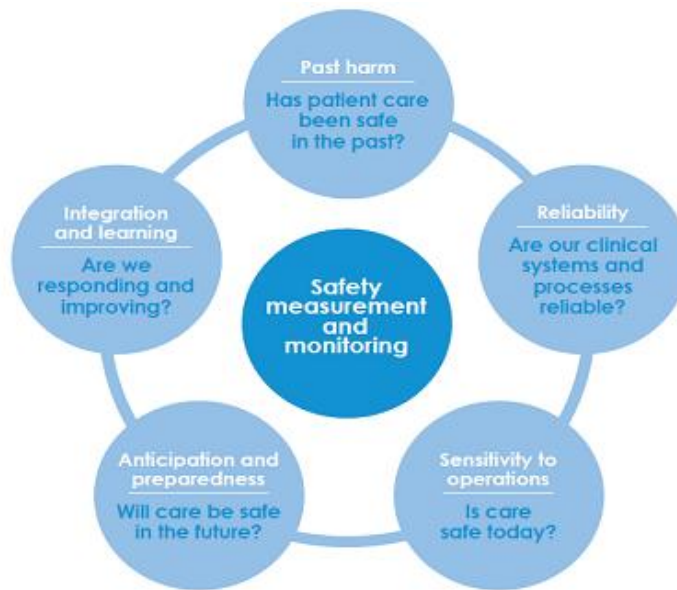 Past harm
Has patient care
been safe
in the past?
Integration
and learning
Are we
responding and
improving?
Reliability
Are our clinical
systems and
processes
reliable?
Safety
measurement
and
monitoring
Anticipation and
preparedness
Will care be safe
in the future?
Sensitivity to
operations
Is care
safe today?